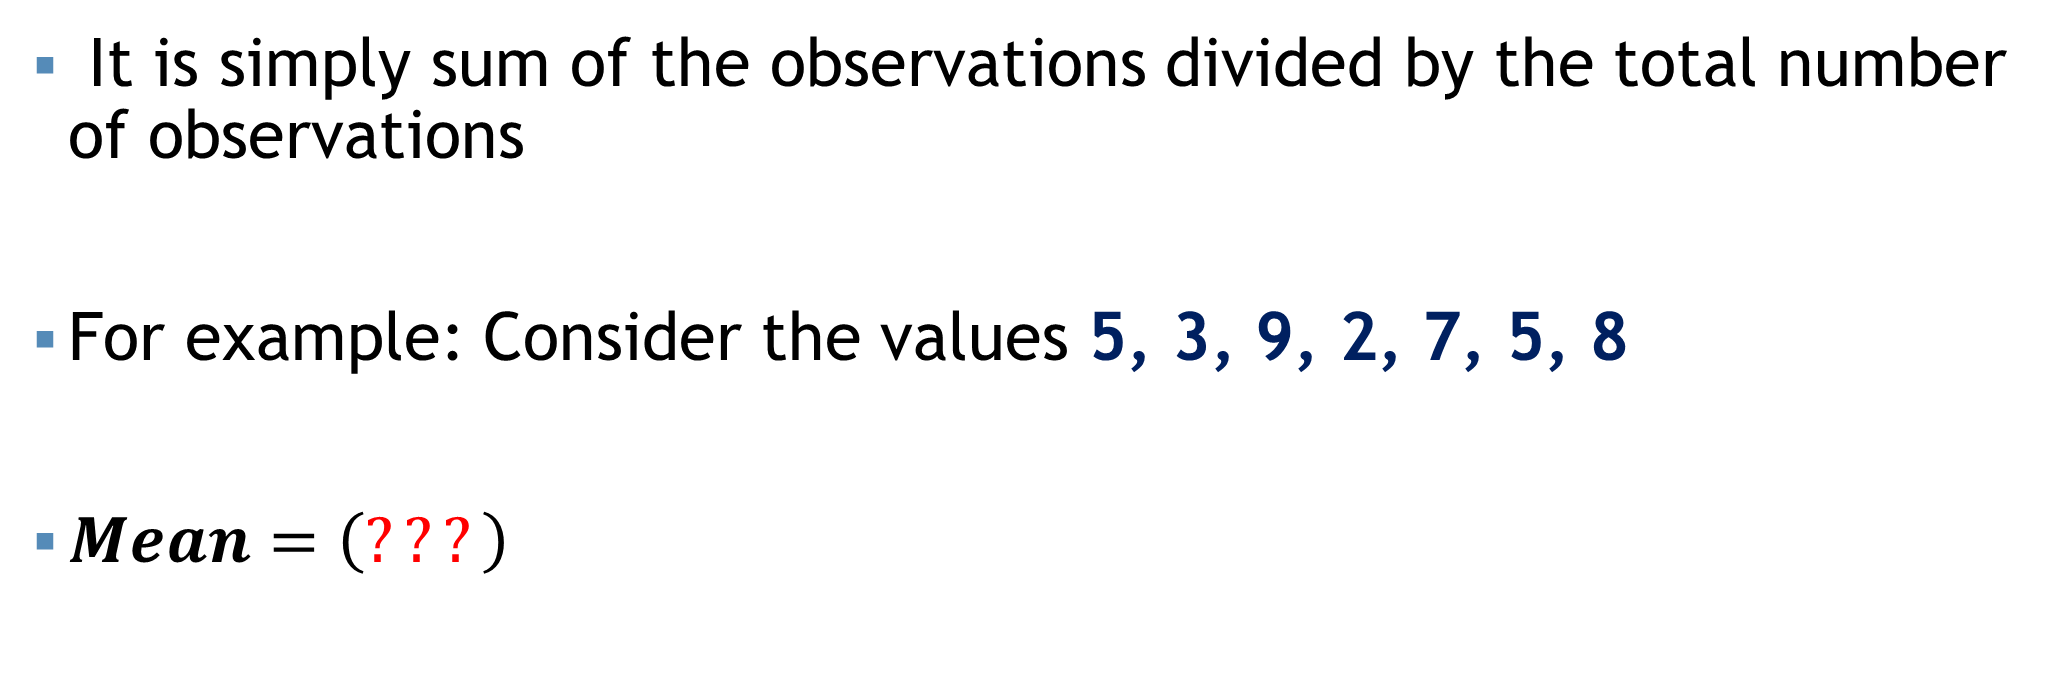 ▪ It is simply sum of the observations divided by the total number
of observations
▪ For example: Consider the values 5, 3, 9, 2, 7, 5, 8
▪ Mean = (???)